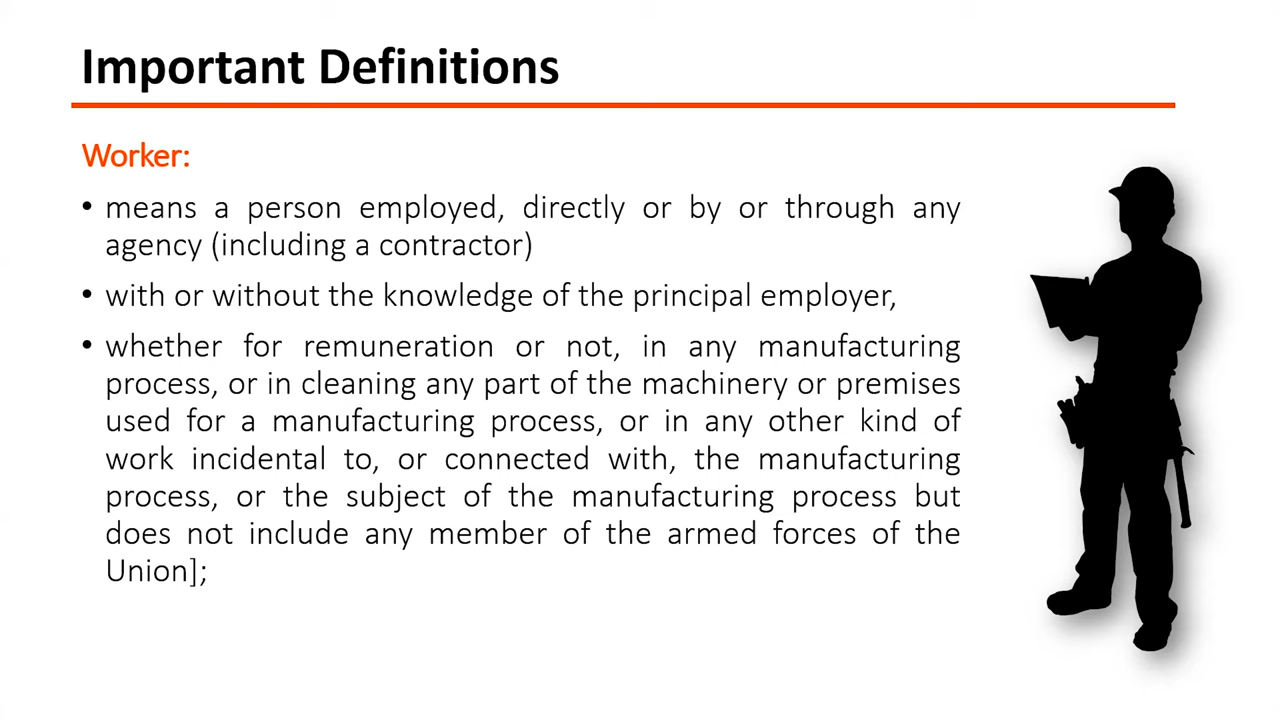 Important Definitions
Worker:
• means a person employed, directly or by or through any
agency (including a contractor)
• with or without the knowledge of the principal employer,
• whether for remuneration or not, in any manufacturing
process, or in cleaning any part of the machinery or premises
used for a manufacturing process, or in any other kind of
work incidental to, or connected with, the manufacturing
process, or the subject of the manufacturing process but
does not include any member of the armed forces of the
Union];